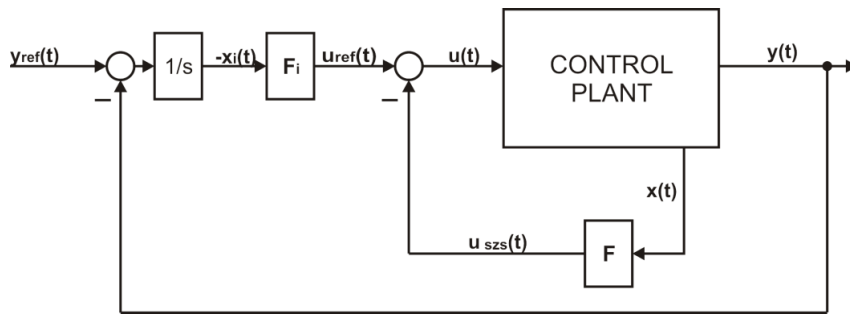 yref(t)
1/s
-xi(t)
Fi
uref(t)
u(t)
CONTROL
PLANT
y(t)
–
–
x(t)
u szs(t)
F